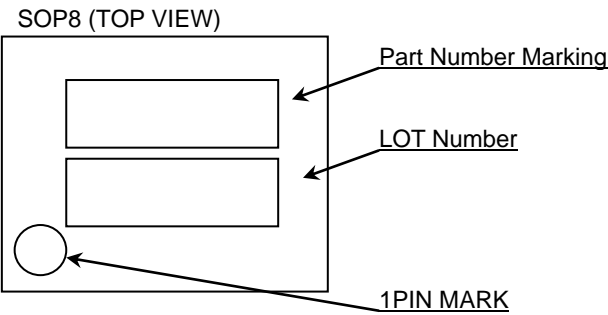 SOP8 (TOP VIEW)
Part Number Marking
LOT Number
1PIN MARK